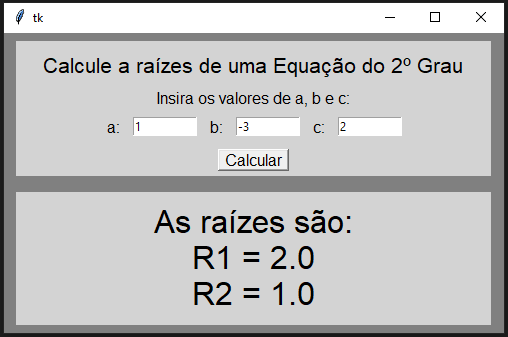 tk
Calcule a raízes de uma Equação do 2º Grau
Insira os valores de a, b e c:
a: 1 b: -3 c: 2
Calcular
As raízes são:
R1 = 2.0
R2 = 1.0